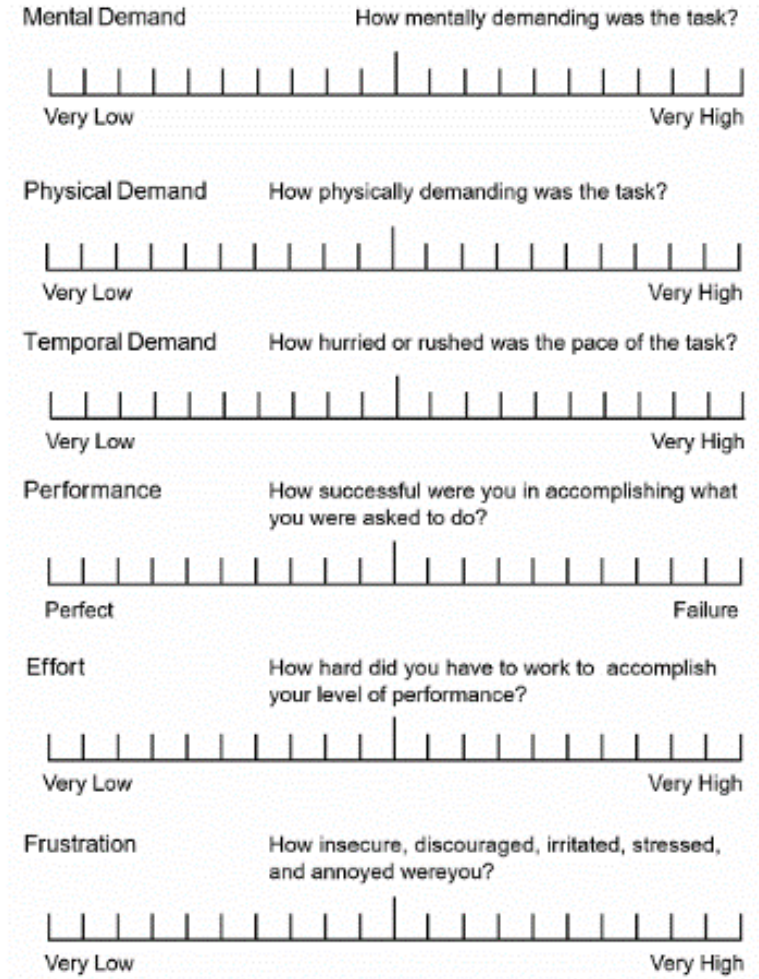 Mental Demand How mentally demanding was the task?
Very Low Very High
Physical Demand How physically demanding was the task?
Very Low Very High
Temporal Demand How hurried or rushed was the pace of the task?
Very Low Very High
Performance How successful were you in accomplishing what
you were asked to do?
Perfect Failure
Effort How hard did you have to work to accomplish
your level of performance?
Very Low Very High
Frustration How insecure, discouraged, irritated, stressed,
and annoyed wereyou?
Very Low Very High